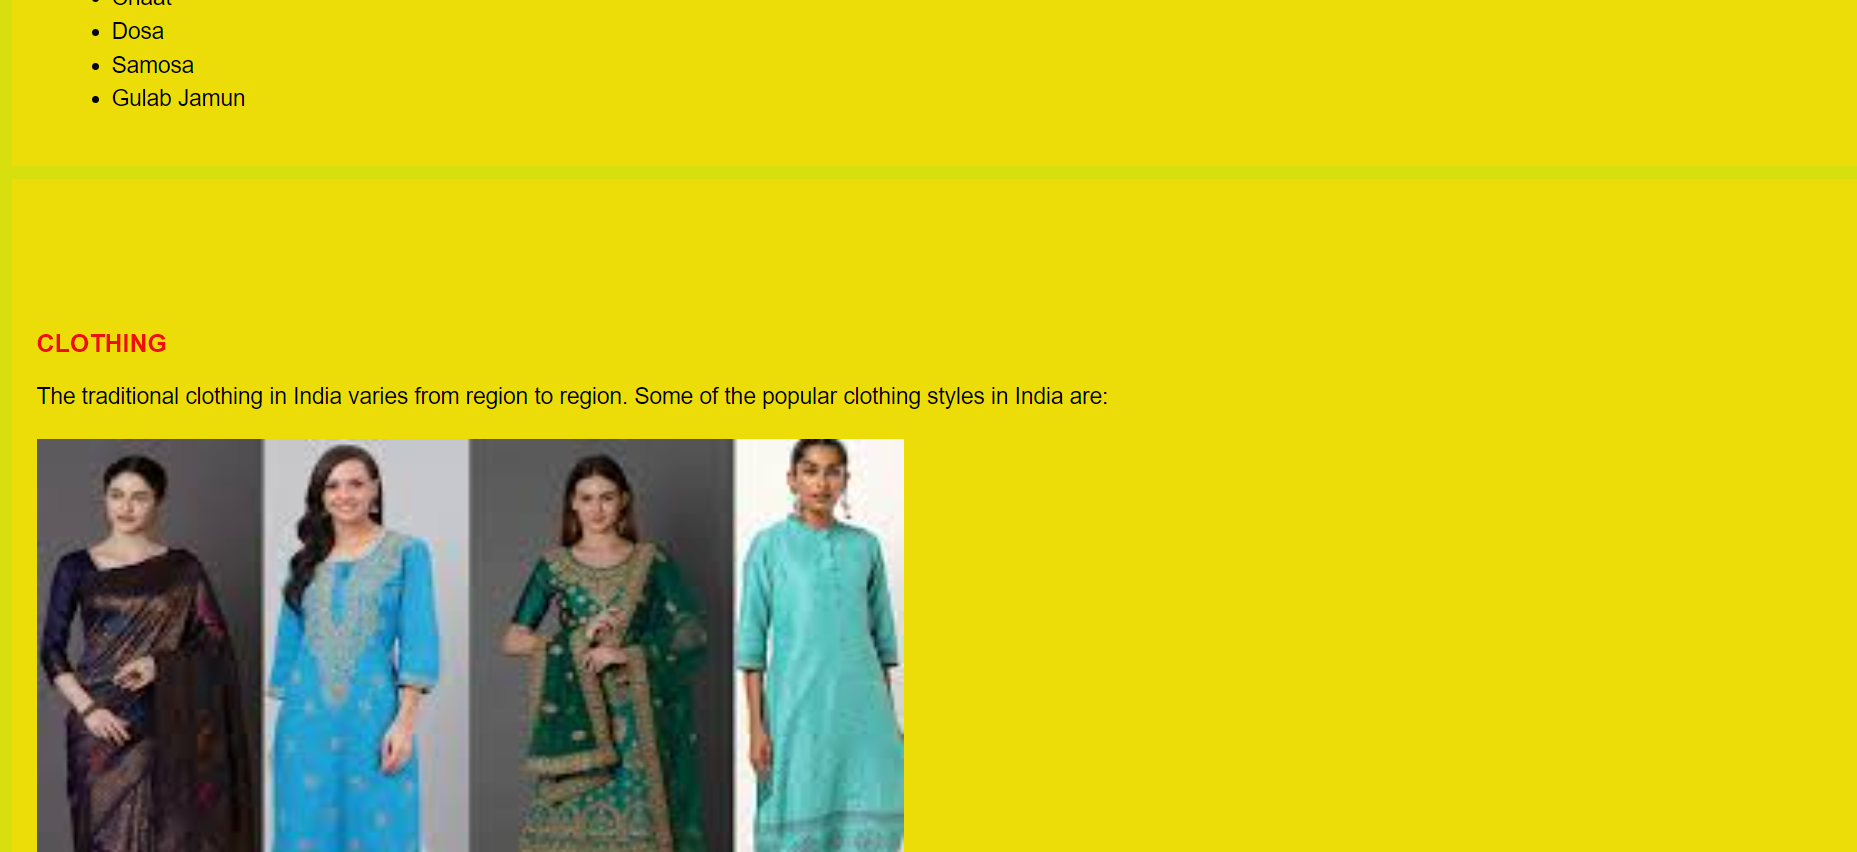 Chaat
Dosa
Samosa
Gulab Jamun
CLOTHING
The traditional clothing in India varies from region to region. Some of the popular clothing styles in India are: